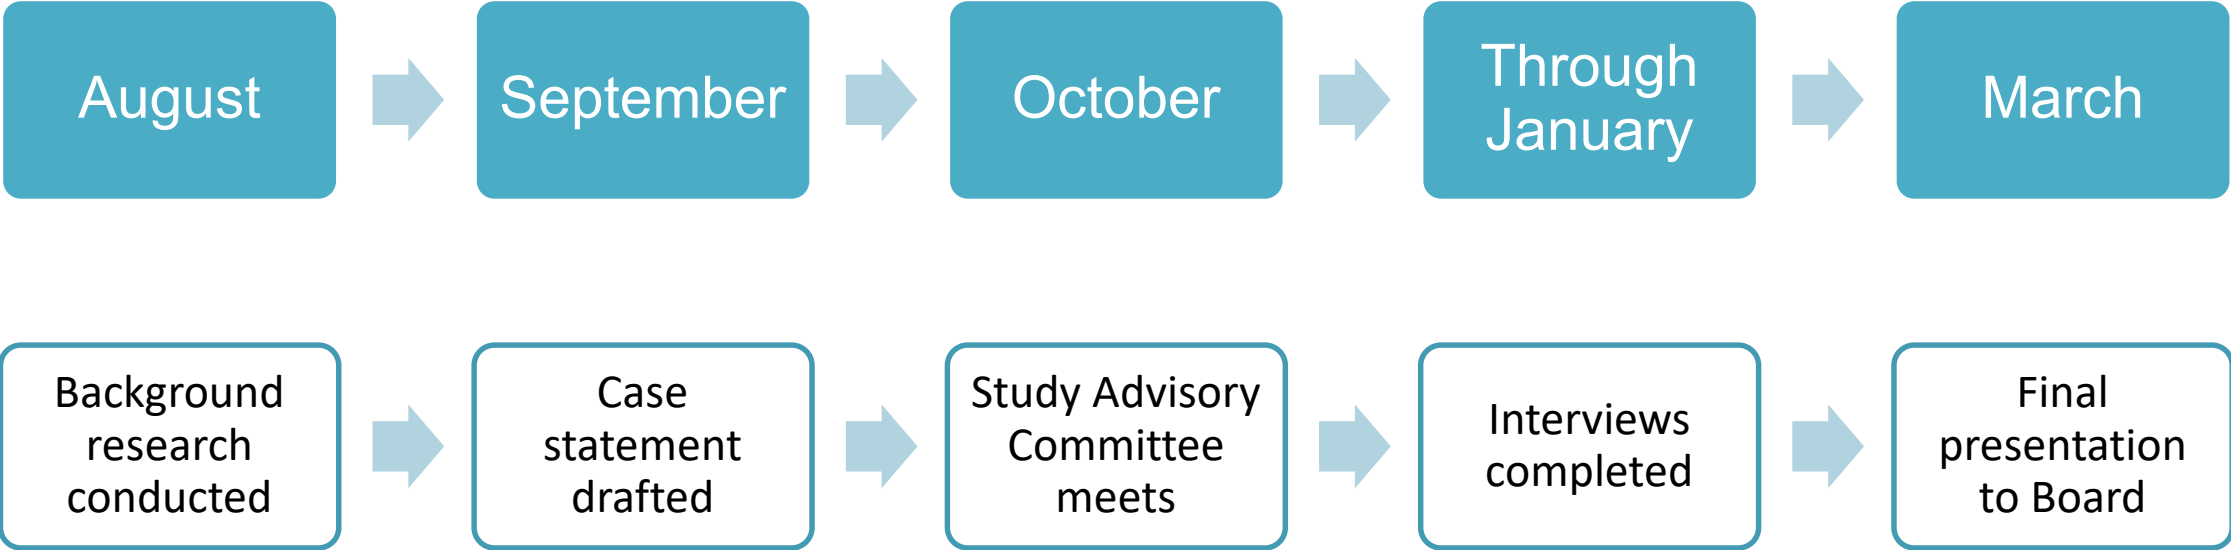 August
September
October
Through
January
March
Background
research
conducted
Case
statement
drafted
Study Advisory
Committee
meets
Interviews
completed
Final
presentation
to Board